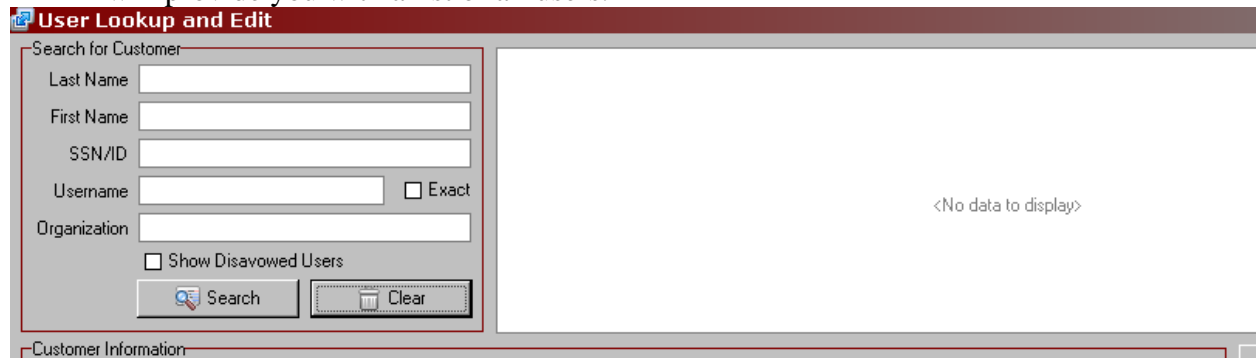 User Lookup and Edit
Search for Customer
Last Name
First Name
SSN/ID
Username
Exact
Organization
Show Disavowed Users
Search
Clear
<No data to display>
Customer Information